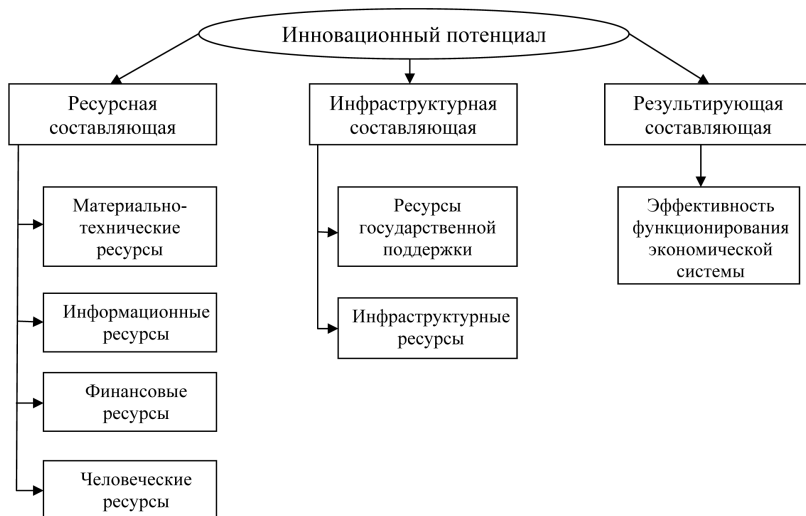 Инновационный потенциал
Ресурсная
составляющая
Материально-
технические
ресурсы
Информационные
ресурсы
Финансовые
ресурсы
Человеческие
ресурсы
Инфраструктурная
составляющая
Ресурсы
государственной
поддержки
Инфраструктурные
ресурсы
Результирующая
составляющая
Эффективность
функционирования
экономической
системы